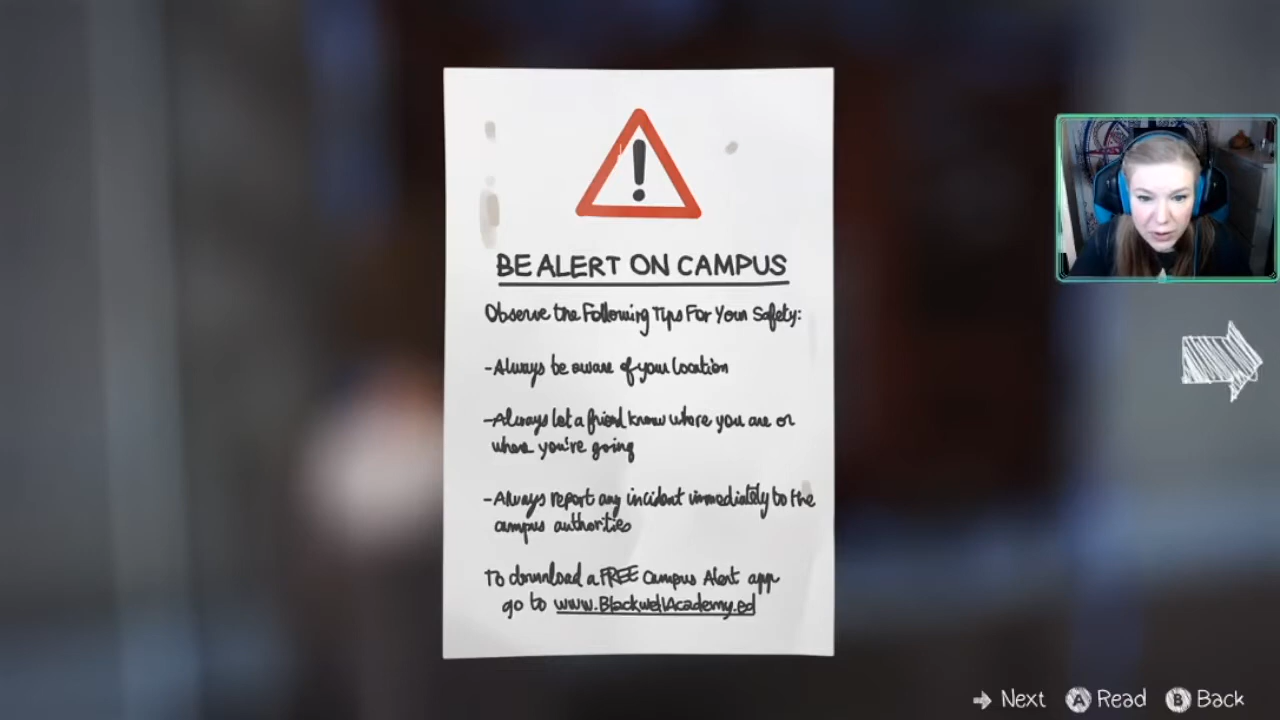 !
BE ALERT ON CAMPUS
Observe the Following Tips For Your Safety:
-Always be aware of your location
-Always let a friend know where you are or
where you're going
-Always report any incident immediately to the
campus authorities
To download a FREE Campus Alert app
go to www.BlackwellAcademy.ed
Next A Read B Back